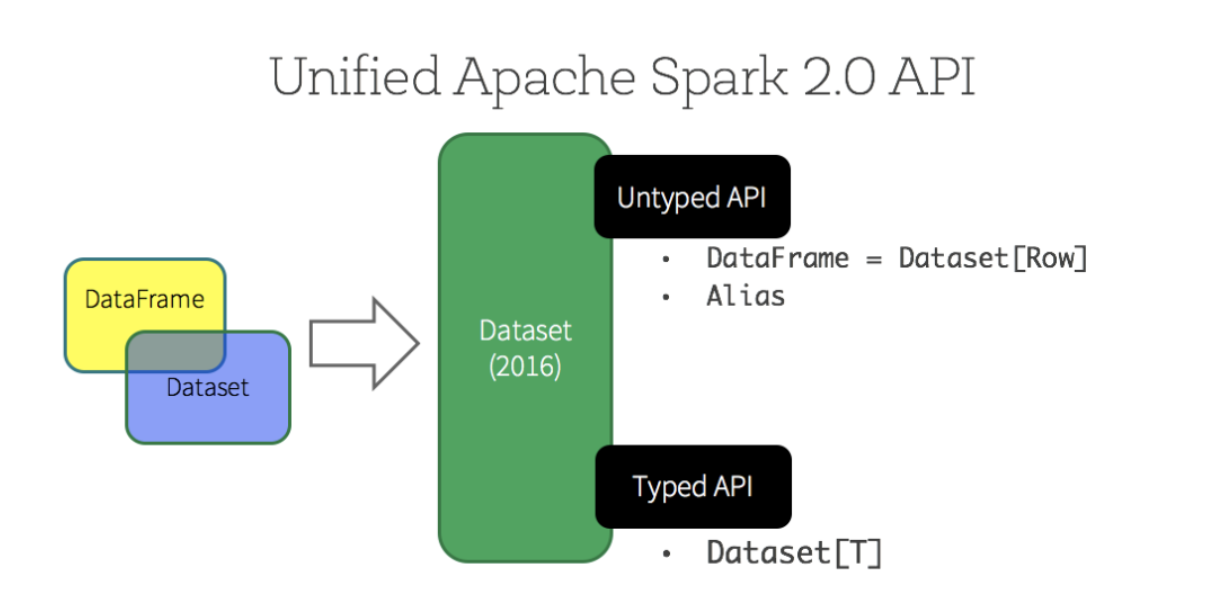 Unified Apache Spark 2.0 API
Untyped API
• DataFrame = Dataset[Row]
• Alias
DataFrame
Dataset
Dataset
(2016)
Typed API
• Dataset[T]